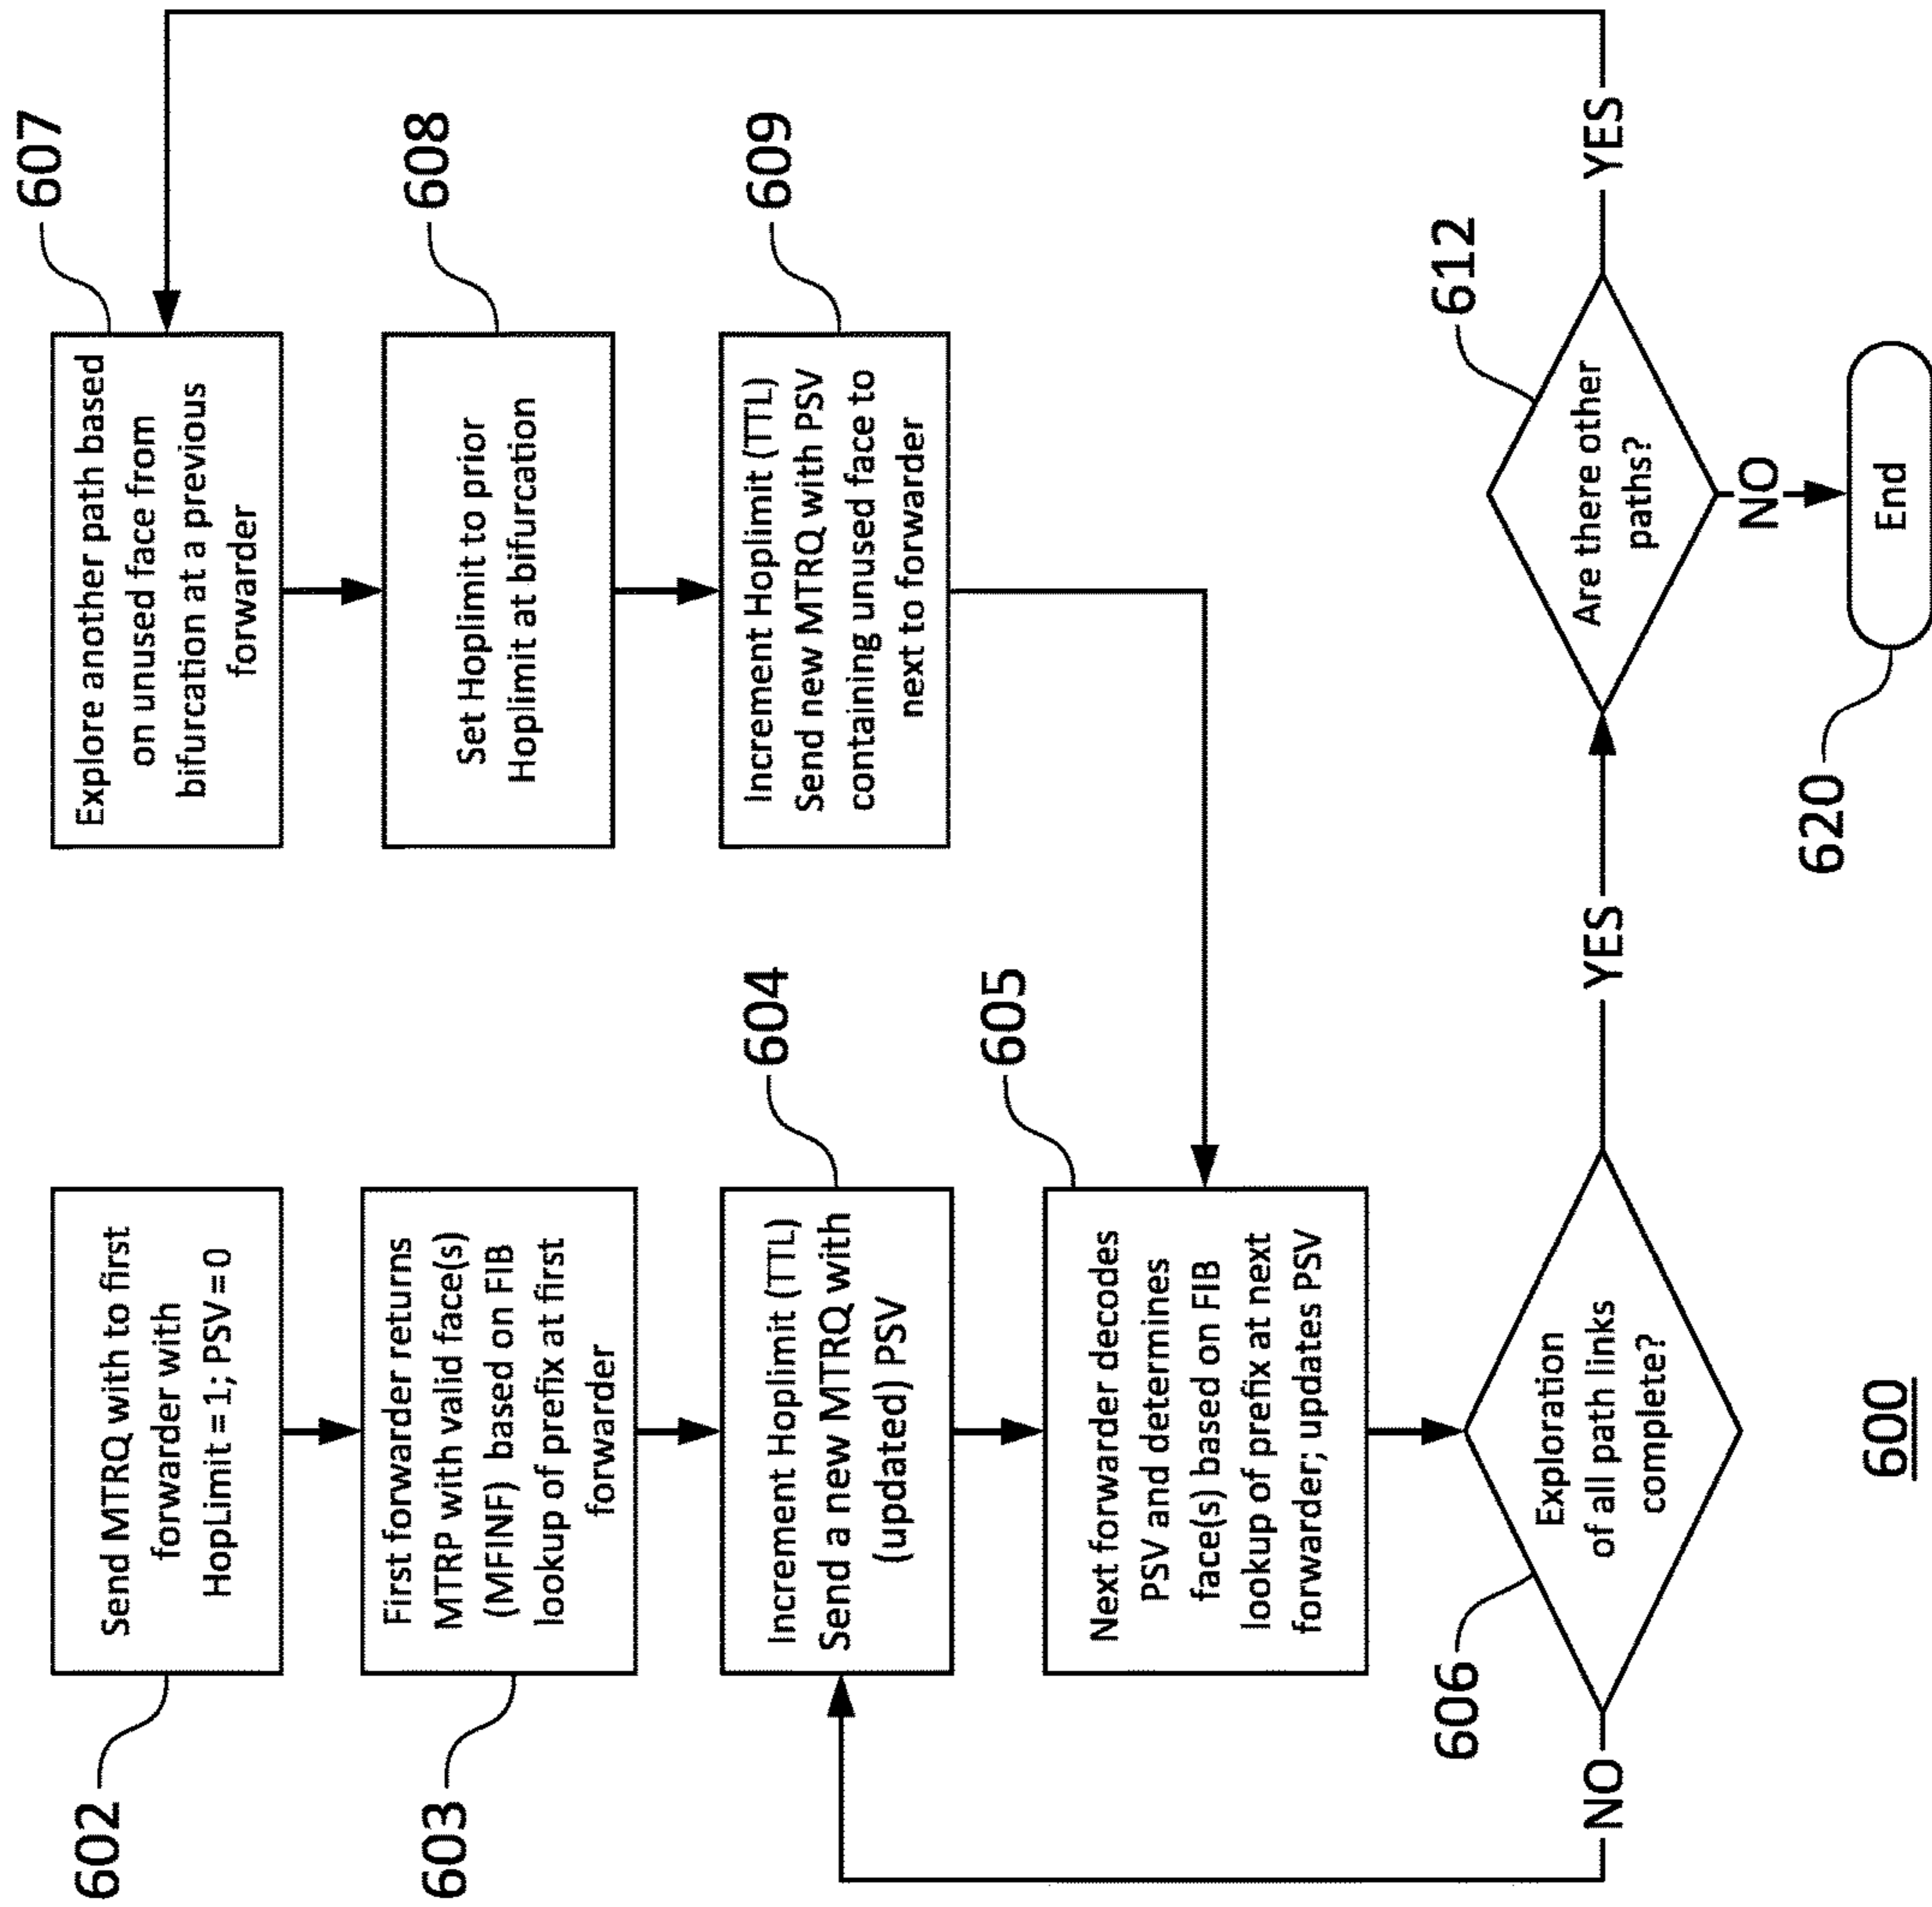 602
Send MTRQ with to first
forwarder with
HopLimit = 1; PSV = 0
603
First forwarder returns
MTRP with valid face(s)
(MFINF) based on FIB
lookup of prefix at first
forwarder
604
Increment Hoplimit (TTL)
Send a new MTRQ with
(updated) PSV
605
Next forwarder decodes
PSV and determines
face(s) based on FIB
lookup of prefix at next
forwarder; updates PSV
606
Exploration
of all path links
complete?
NO
YES
607
Explore another path based
on unused face from
bifurcation at a previous
forwarder
608
Set Hoplimit to prior
Hoplimit at bifurcation
609
Increment Hoplimit (TTL)
Send new MTRQ with PSV
containing unused face to
next to forwarder
612
Are there other
paths?
YES
NO
620
End
600